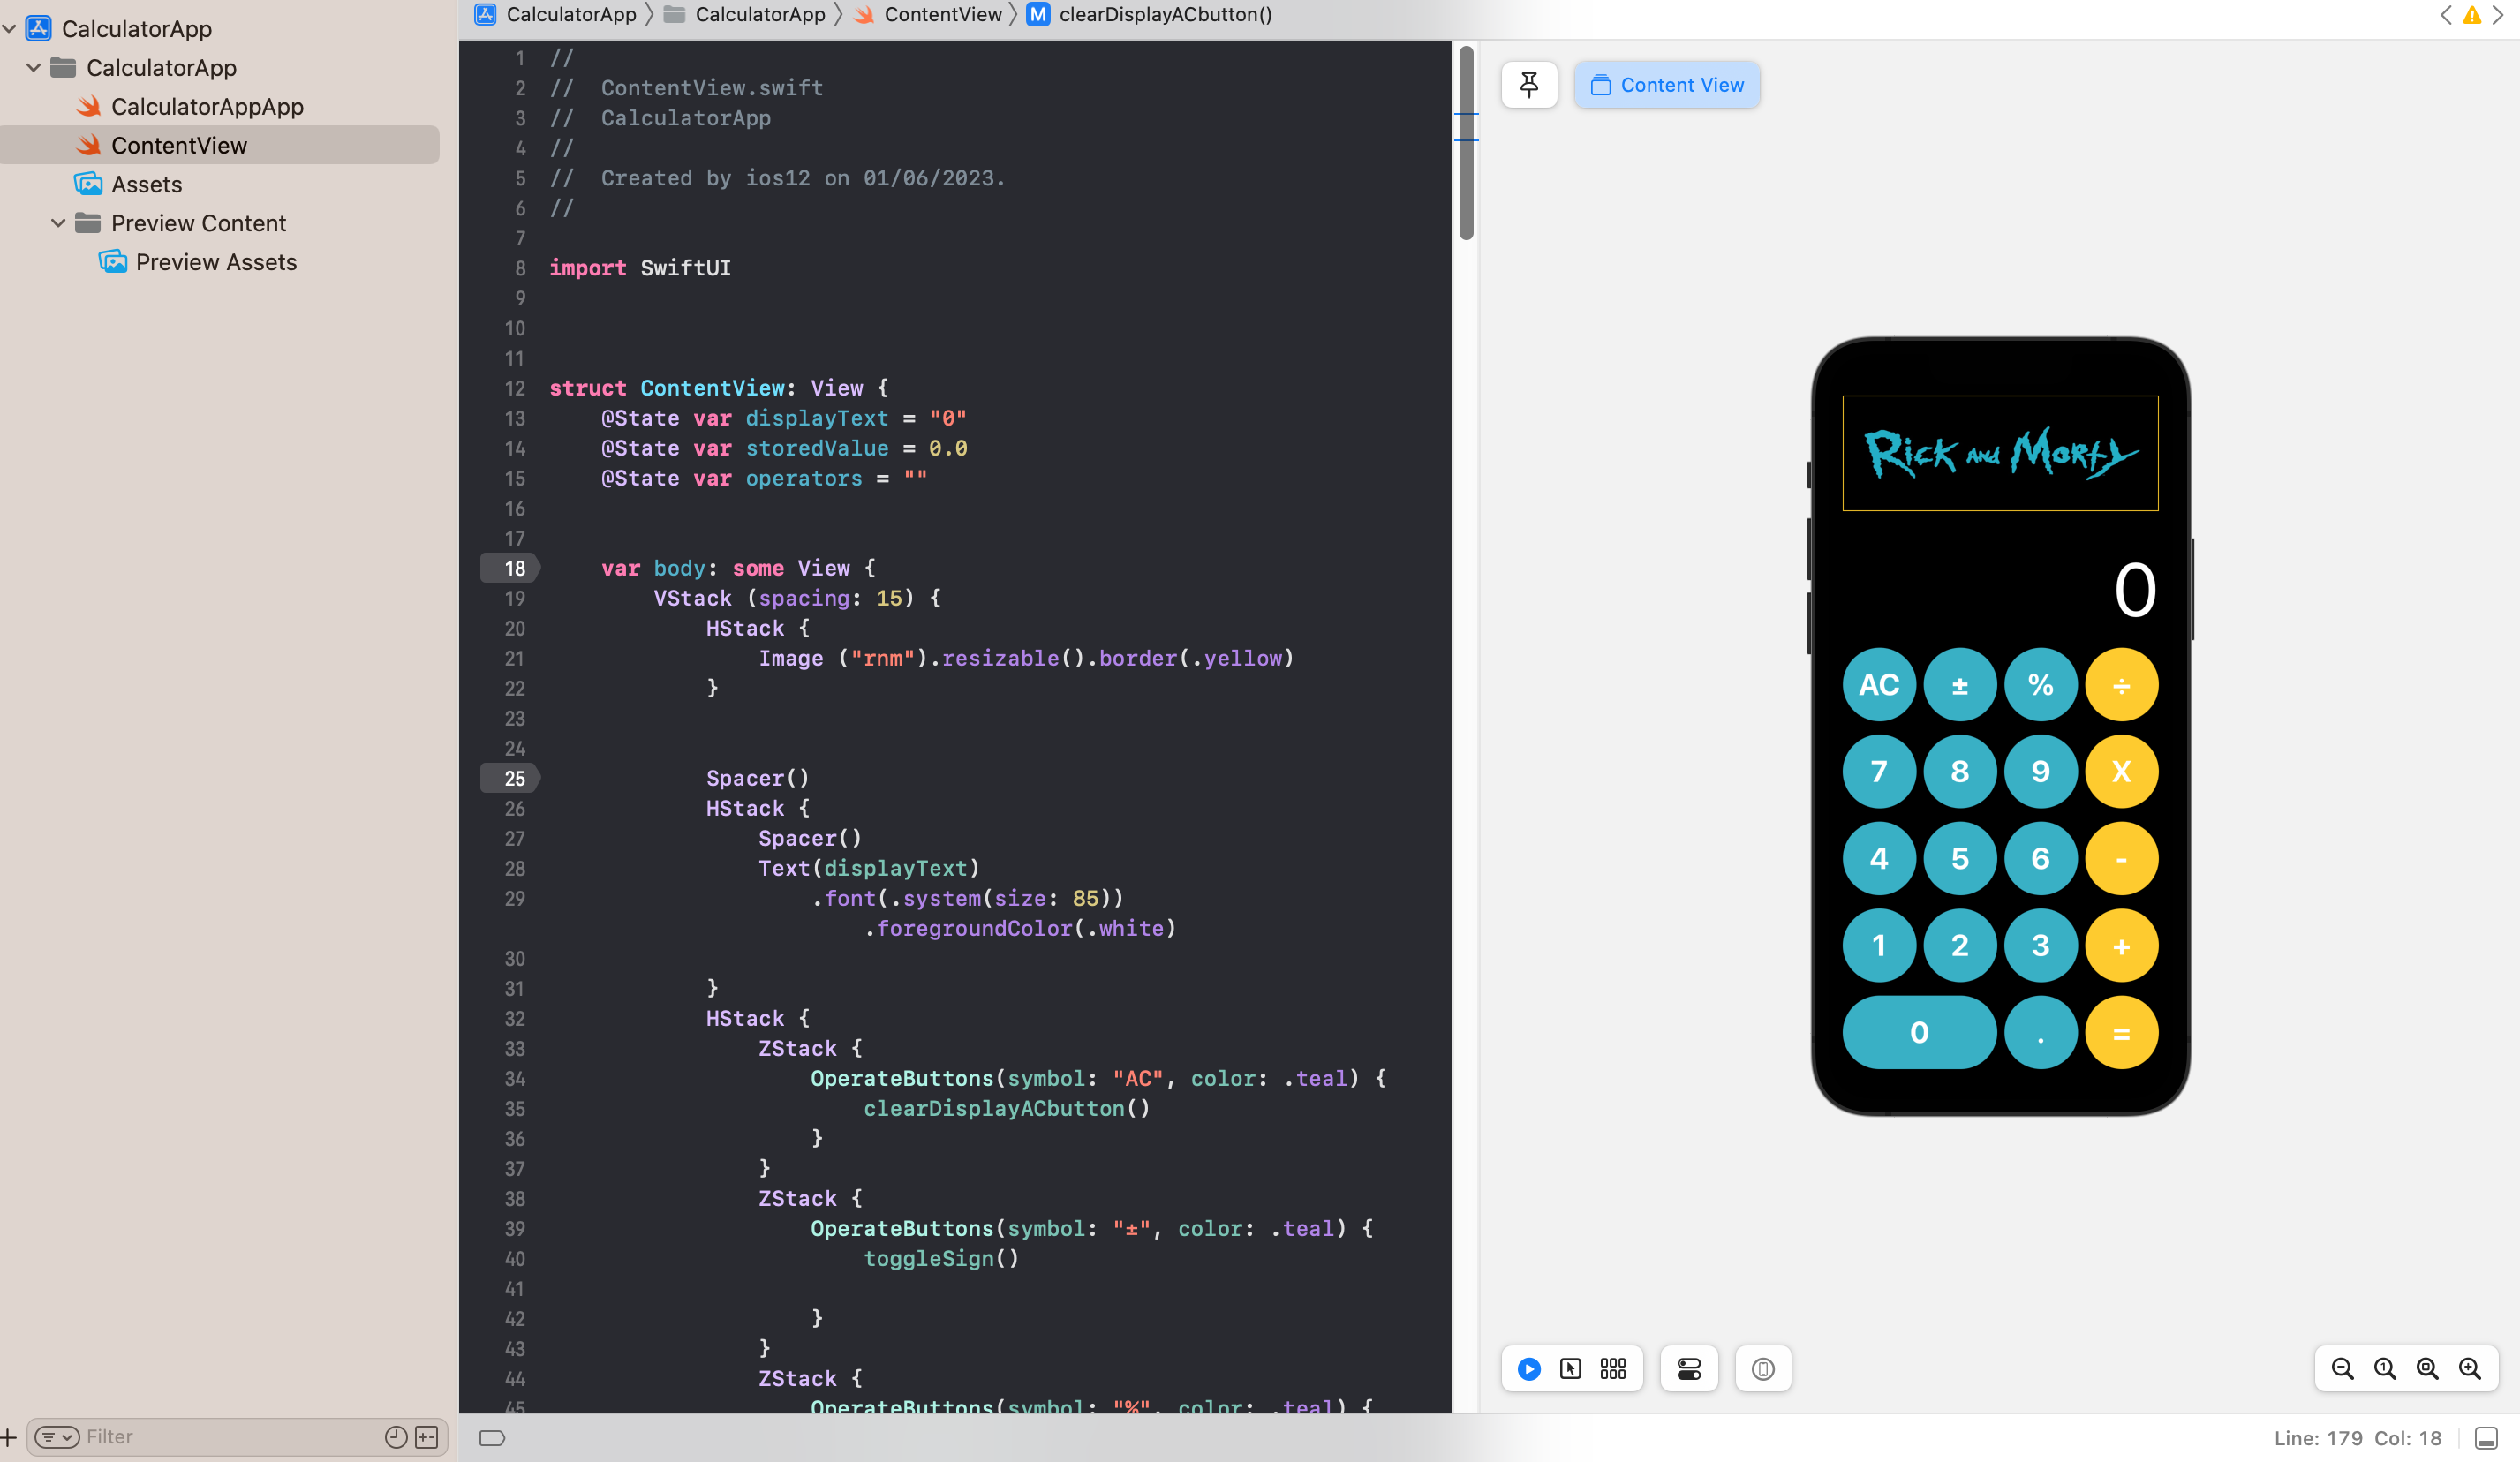 CalculatorApp
CalculatorApp
CalculatorAppApp
ContentView
Assets
Preview Content
Preview Assets
Filter
CalculatorApp 〉 CalculatorApp 〉 ContentView 〉 M clearDisplayACbutton()
1 //
2 //  ContentView.swift
3 //  CalculatorApp
4 //
5 //  Created by ios12 on 01/06/2023.
6 //
7
8 import SwiftUI
9
10
11
12 struct ContentView: View {
13     @State var displayText = "0"
14     @State var storedValue = 0.0
15     @State var operators = ""
16
17
18     var body: some View {
19         VStack (spacing: 15) {
20             HStack {
21                 Image ("rnm").resizable().border(.yellow)
22             }
23
24
25             Spacer()
26             HStack {
27                 Spacer()
28                 Text(displayText)
29                     .font(.system(size: 85))
                        .foregroundColor(.white)
30
31             }
32             HStack {
33                 ZStack {
34                     OperateButtons(symbol: "AC", color: .teal) {
35                         clearDisplayACbutton()
36                     }
37                 }
38                 ZStack {
39                     OperateButtons(symbol: "±", color: .teal) {
40                         toggleSign()
41
42                     }
43                 }
44                 ZStack {
45                     OperateButtons(symbol: "%", color: .teal) {
Content View
Rick and Morty
0
AC ± % ÷
7 8 9 X
4 5 6 -
1 2 3 +
0 . =
Line: 179 Col: 18